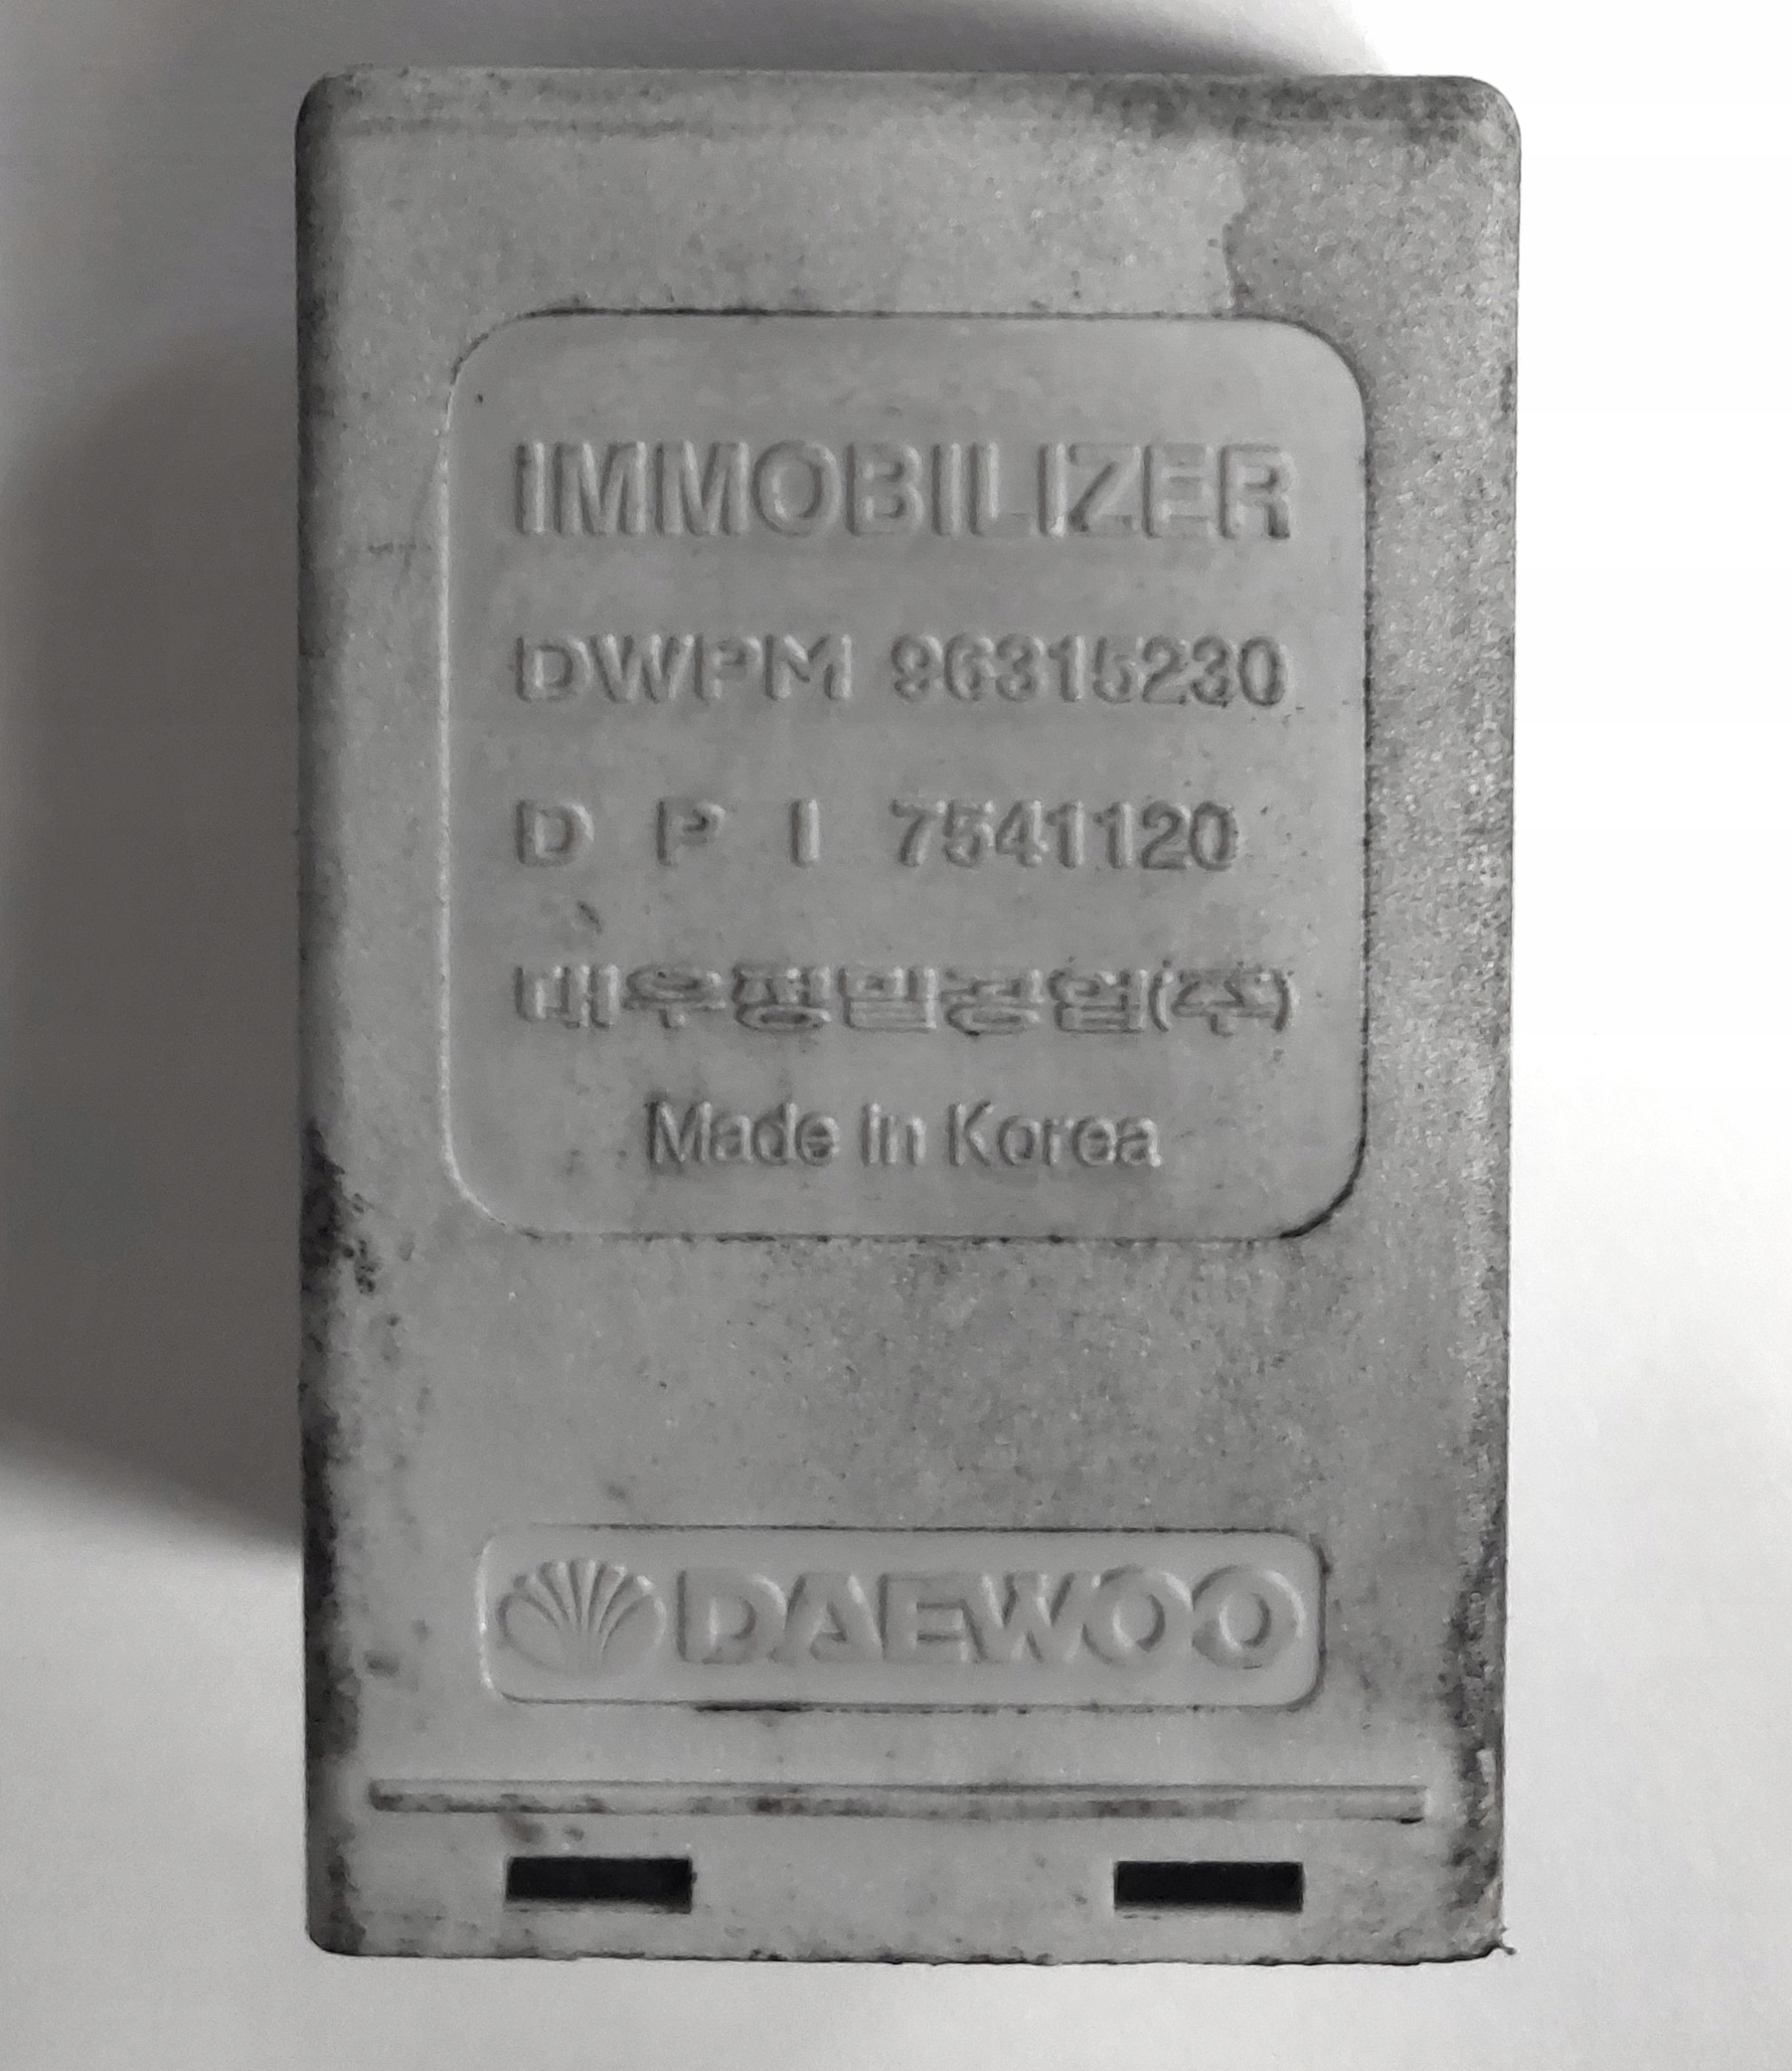 IMMOBILIZER
DWPM 96315230
D P I 7541120
대우정밀공업(주)
Made in Korea
DAEWOO